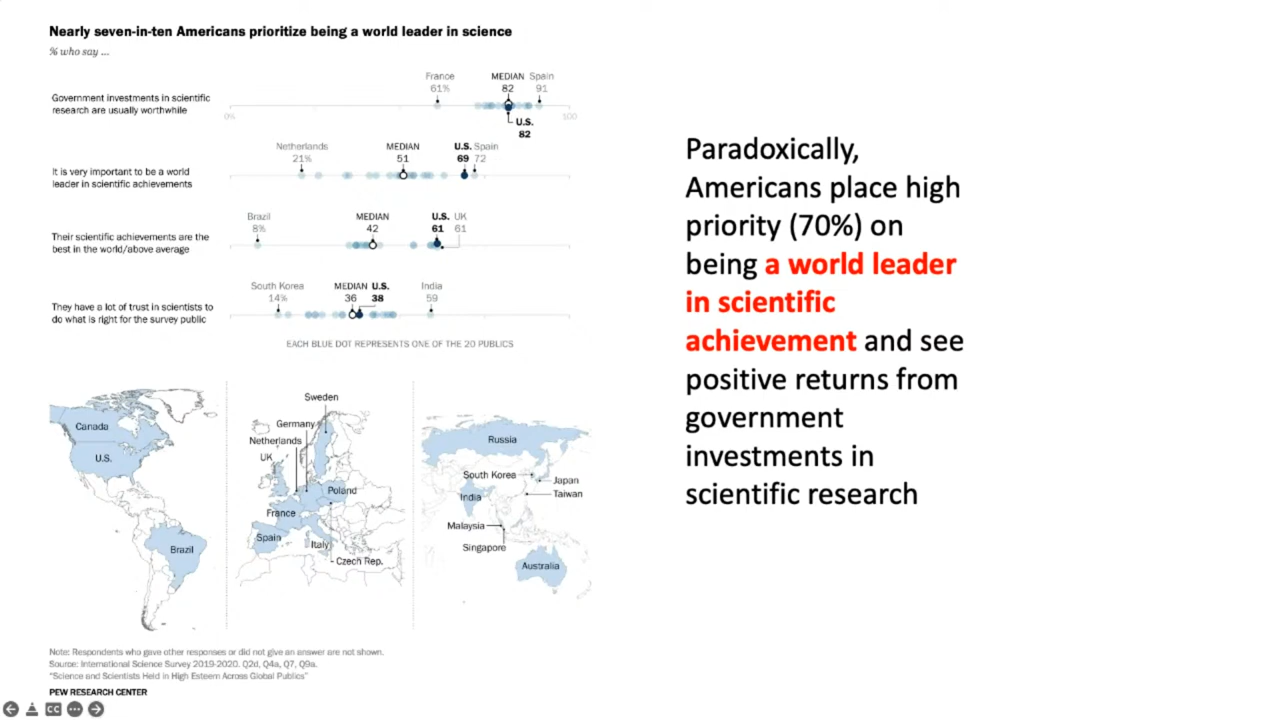 Nearly seven-in-ten Americans prioritize being a world leader in science
% who say ...
France
61%
MEDIAN
82
Spain
91
Government investments in scientific
research are usually worthwhile
0%
100
U.S.
82
Netherlands
21%
MEDIAN
51
U.S.
69
Spain
72
It is very important to be a world
leader in scientific achievements
Brazil
8%
MEDIAN
42
U.S.
61
UK
61
Their scientific achievements are the
best in the world/above average
South Korea
14%
MEDIAN
36
U.S.
38
India
59
They have a lot of trust in scientists to
do what is right for the survey public
EACH BLUE DOT REPRESENTS ONE OF THE 20 PUBLICS
Canada
U.S.
Brazil
Sweden
Germany
Netherlands
UK
Poland
France
Spain
Italy
Czech Rep.
Russia
South Korea
Japan
Taiwan
India
Malaysia
Singapore
Australia
Note: Respondents who gave other responses or did not give an answer are not shown.
Source: International Science Survey 2019-2020. Q2d, Q4a, Q7, Q9a.
"Science and Scientists Held in High Esteem Across Global Publics"
PEW RESEARCH CENTER
CC
Paradoxically,
Americans place high
priority (70%) on
being a world leader
in scientific
achievement and see
positive returns from
government
investments in
scientific research